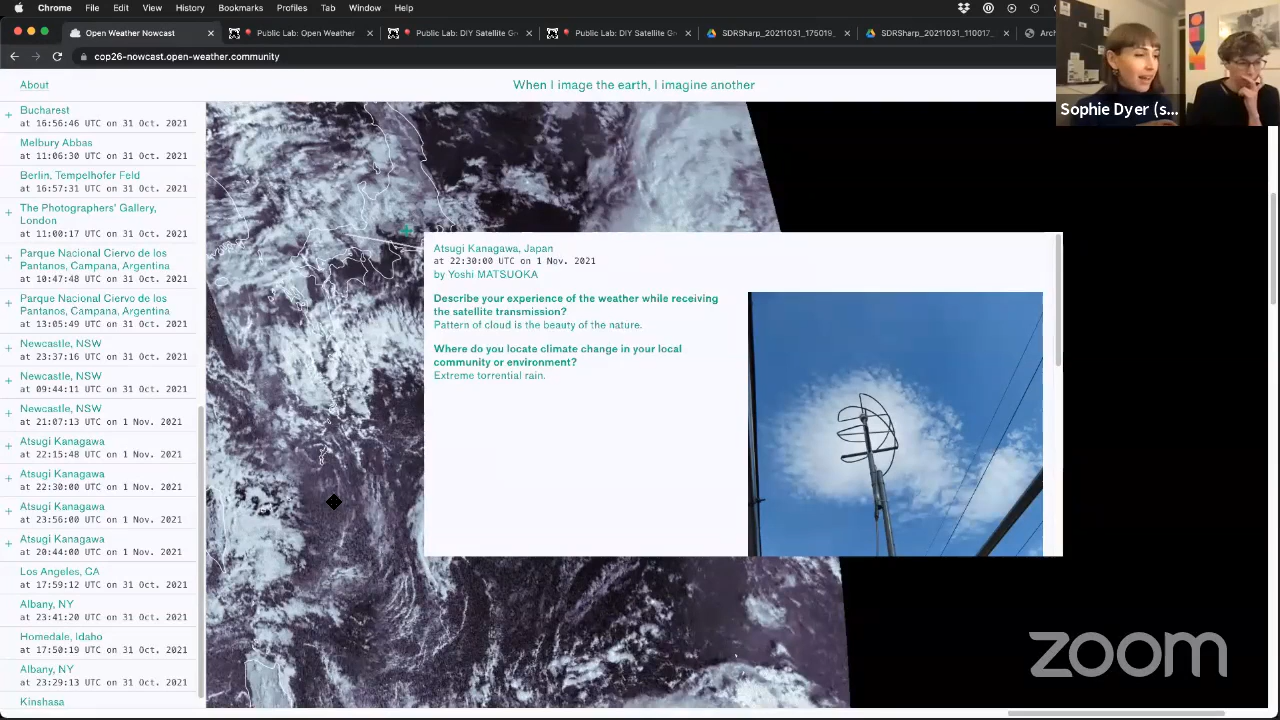 Chrome File Edit View History Bookmarks Profiles Tab Window Help
Open Weather Nowcast
Public Lab: Open Weather
Public Lab: DIY Satellite Gr
Public Lab: DIY Satellite Gr
SDRSharp_20211031_175019_
SDRSharp_20211031_110017_
Arch
cop26-nowcast.open-weather.community
About
When I image the earth, I imagine another
Sophie Dyer (s...
Bucharest
at 16:56:46 UTC on 31 Oct. 2021
Melbury Abbas
at 11:06:30 UTC on 31 Oct. 2021
Berlin, Tempelhofer Feld
at 16:57:31 UTC on 31 Oct. 2021
The Photographers' Gallery,
London
at 11:00:17 UTC on 31 Oct. 2021
Parque Nacional Ciervo de los
Pantanos, Campana, Argentina
at 10:47:48 UTC on 31 Oct. 2021
Parque Nacional Ciervo de los
Pantanos, Campana, Argentina
at 13:05:49 UTC on 31 Oct. 2021
Newcastle, NSW
at 23:37:16 UTC on 31 Oct. 2021
Newcastle, NSW
at 09:44:11 UTC on 31 Oct. 2021
Newcastle, NSW
at 21:07:13 UTC on 1 Nov. 2021
Atsugi Kanagawa
at 22:15:48 UTC on 1 Nov. 2021
Atsugi Kanagawa
at 22:30:00 UTC on 1 Nov. 2021
Atsugi Kanagawa
at 23:56:00 UTC on 1 Nov. 2021
Atsugi Kanagawa
at 20:44:00 UTC on 1 Nov. 2021
Los Angeles, CA
at 17:59:12 UTC on 31 Oct. 2021
Albany, NY
at 23:41:20 UTC on 31 Oct. 2021
Homedale, Idaho
at 17:50:19 UTC on 31 Oct. 2021
Albany, NY
at 23:29:13 UTC on 31 Oct. 2021
Kinshasa
Atsugi Kanagawa, Japan
at 22:30:00 UTC on 1 Nov. 2021
by Yoshi MATSUOKA
Describe your experience of the weather while receiving
the satellite transmission?
Pattern of cloud is the beauty of the nature.
Where do you locate climate change in your local
community or environment?
Extreme torrential rain.
zoom